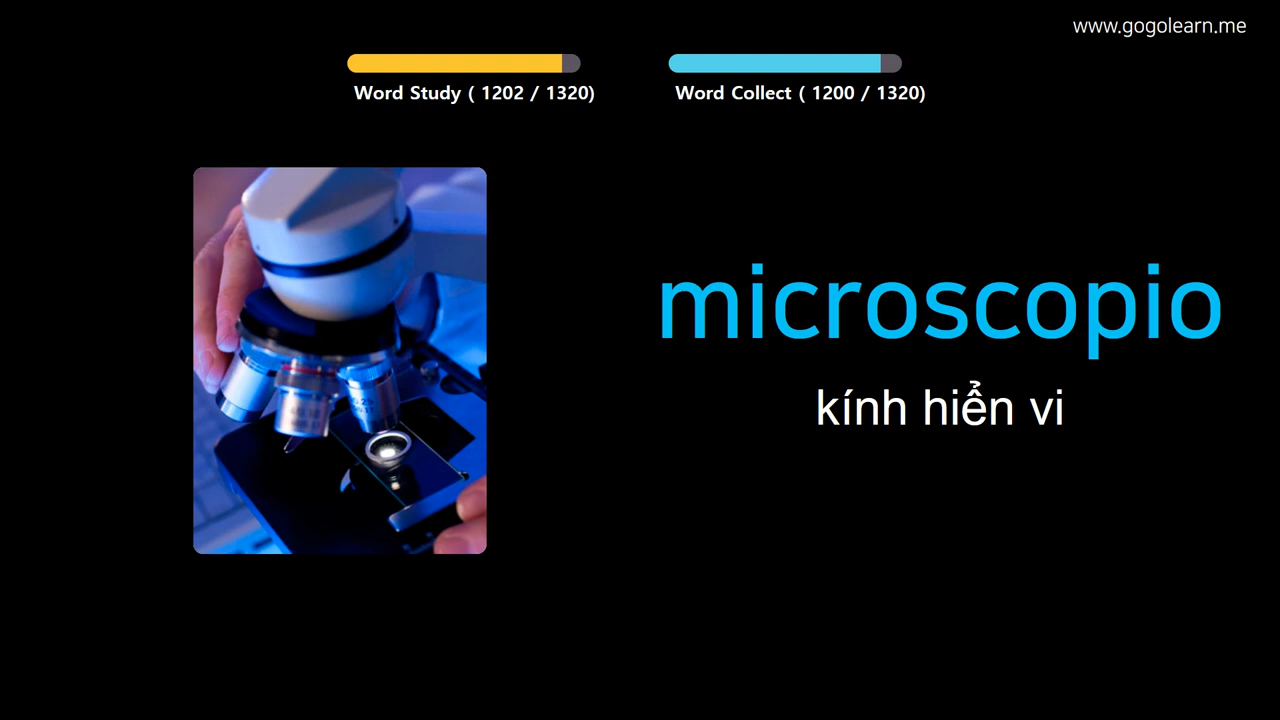 www.gogolearn.me
Word Study ( 1202 / 1320)
Word Collect ( 1200 / 1320)
microscopio
kính hiển vi